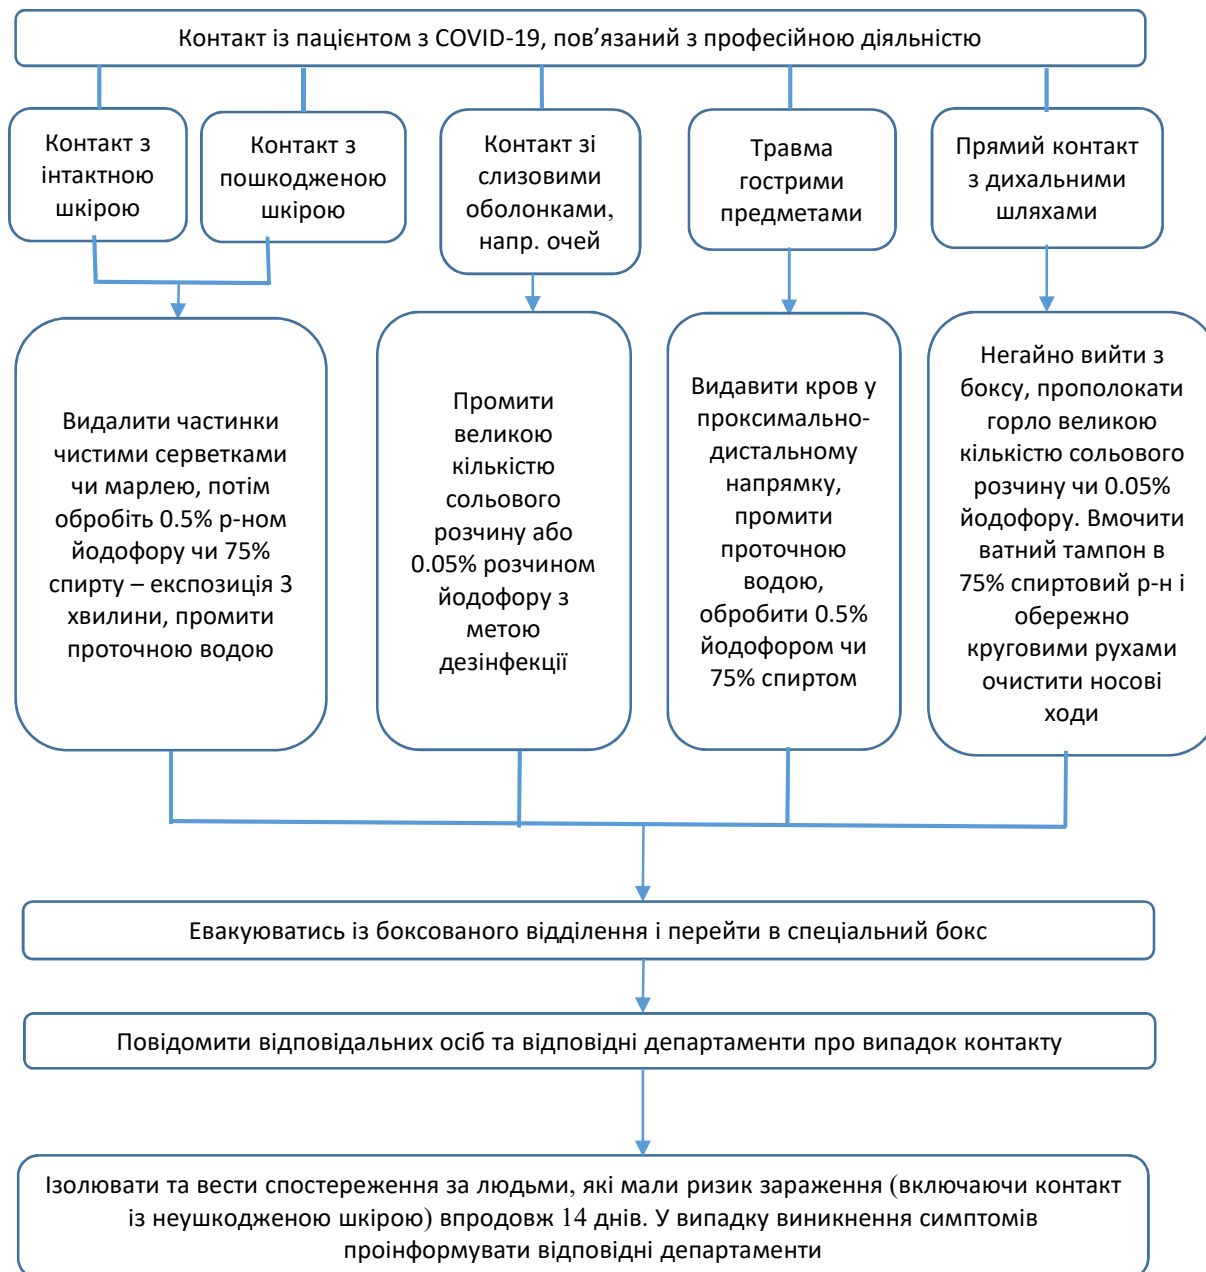 Контакт із пацієнтом з COVID-19, пов’язаний з професійною діяльністю
Контакт з
інтактною
шкірою
Контакт з
пошкодженою
шкірою
Контакт зі
слизовими
оболонками,
напр. очей
Травма
гострими
предметами
Прямий контакт
з дихальними
шляхами
Видалити частинки
чистими серветками
чи марлею, потім
обробіть 0.5% р-ном
йодофору чи 75%
спирту – експозиція 3
хвилини, промити
проточною водою
Промити
великою
кількістю
сольового
розчину або
0.05% розчином
йодофору з
метою
дезінфекції
Видавити кров у
проксимально-
дистальному
напрямку,
промити
проточною
водою,
обробити 0.5%
йодофором чи
75% спиртом
Негайно вийти з
боксу, прополокати
горло великою
кількістю сольового
розчину чи 0.05%
йодофору. Вмочити
ватний тампон в
75% спиртовий р-н і
обережно
круговими рухами
очистити носові
ходи
Евакуюватись із боксованого відділення і перейти в спеціальний бокс
Повідомити відповідальних осіб та відповідні департаменти про випадок контакту
Ізолювати та вести спостереження за людьми, які мали ризик зараження (включаючи контакт
із неушкодженою шкірою) впродовж 14 днів. У випадку виникнення симптомів
проінформувати відповідні департаменти